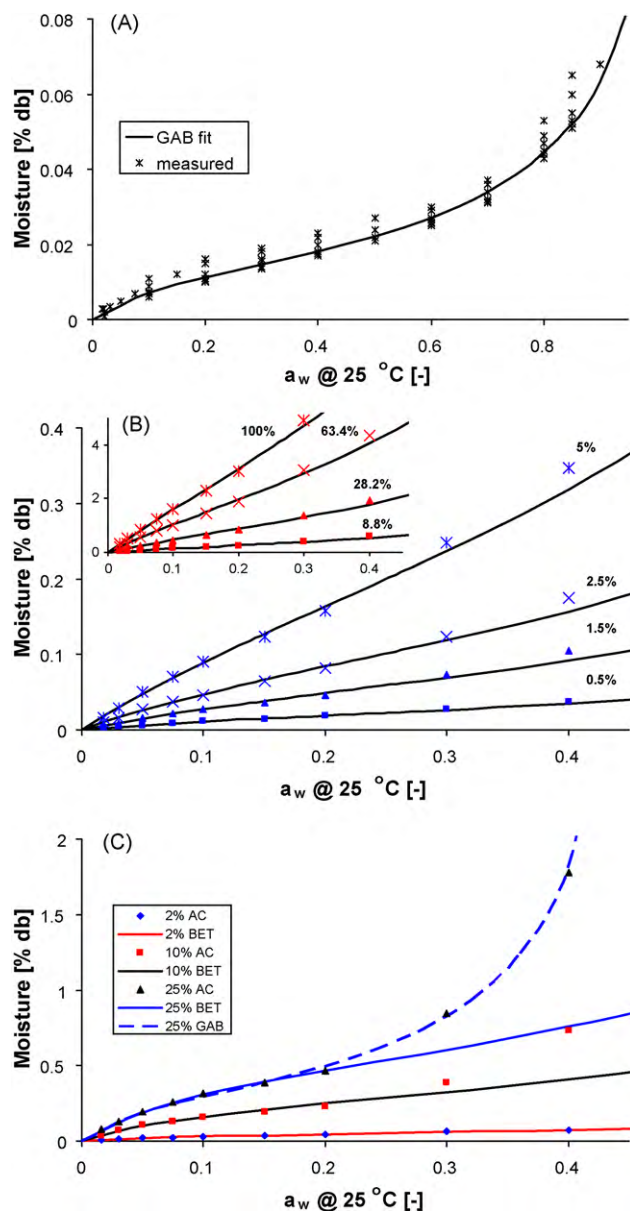 (A)
0.08
0.06
0.04
0.02
0
Moisture [% db]
GAB fit
measured
0 0.2 0.4 0.6 0.8
a_w @ 25 °C [-]
(B)
4
2
0
100%
63.4%
28.2%
8.8%
0 0.1 0.2 0.3 0.4
0.4
0.3
0.2
0.1
0
Moisture [% db]
5%
2.5%
1.5%
0.5%
0 0.1 0.2 0.3 0.4
a_w @ 25 °C [-]
(C)
2
1.5
1
0.5
0
Moisture [% db]
2% AC
2% BET
10% AC
10% BET
25% AC
25% BET
25% GAB
0 0.1 0.2 0.3 0.4
a_w @ 25 °C [-]